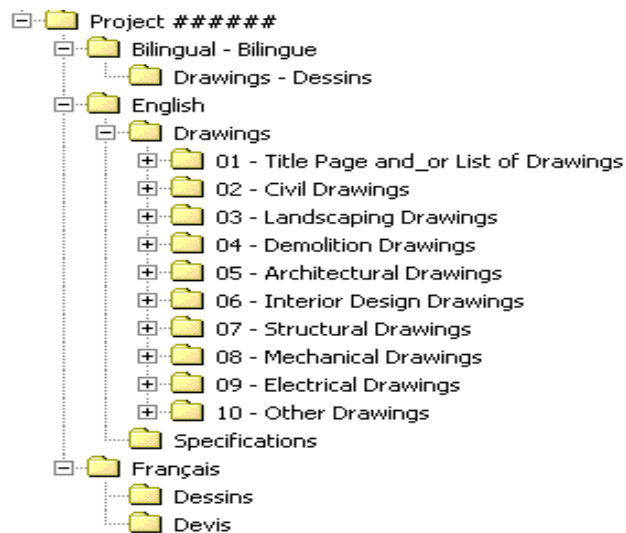 Project ######
Bilingual - Bilingue
Drawings - Dessins
English
Drawings
01 - Title Page and_or List of Drawings
02 - Civil Drawings
03 - Landscaping Drawings
04 - Demolition Drawings
05 - Architectural Drawings
06 - Interior Design Drawings
07 - Structural Drawings
08 - Mechanical Drawings
09 - Electrical Drawings
10 - Other Drawings
Specifications
Français
Dessins
Devis